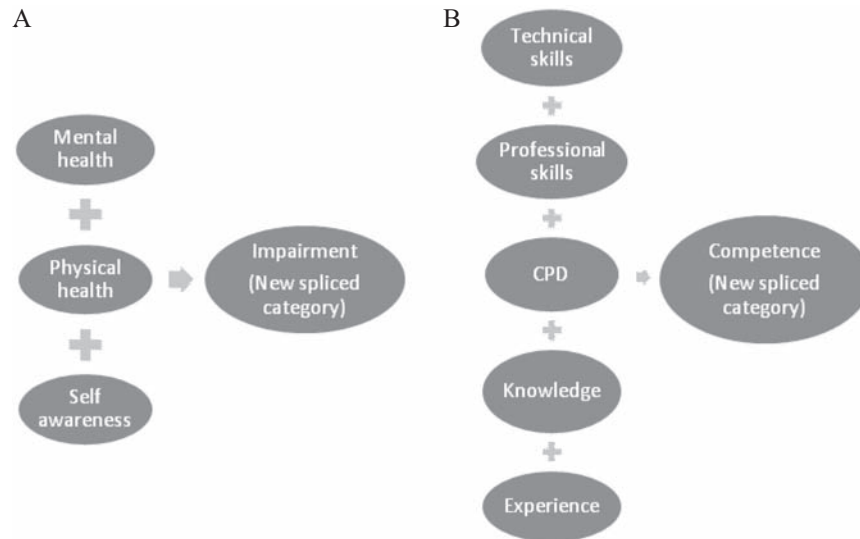 A
Mental
health
Physical
health
Self
awareness
Impairment
(New spliced
category)
B
Technical
skills
Professional
skills
CPD
Knowledge
Experience
Competence
(New spliced
category)